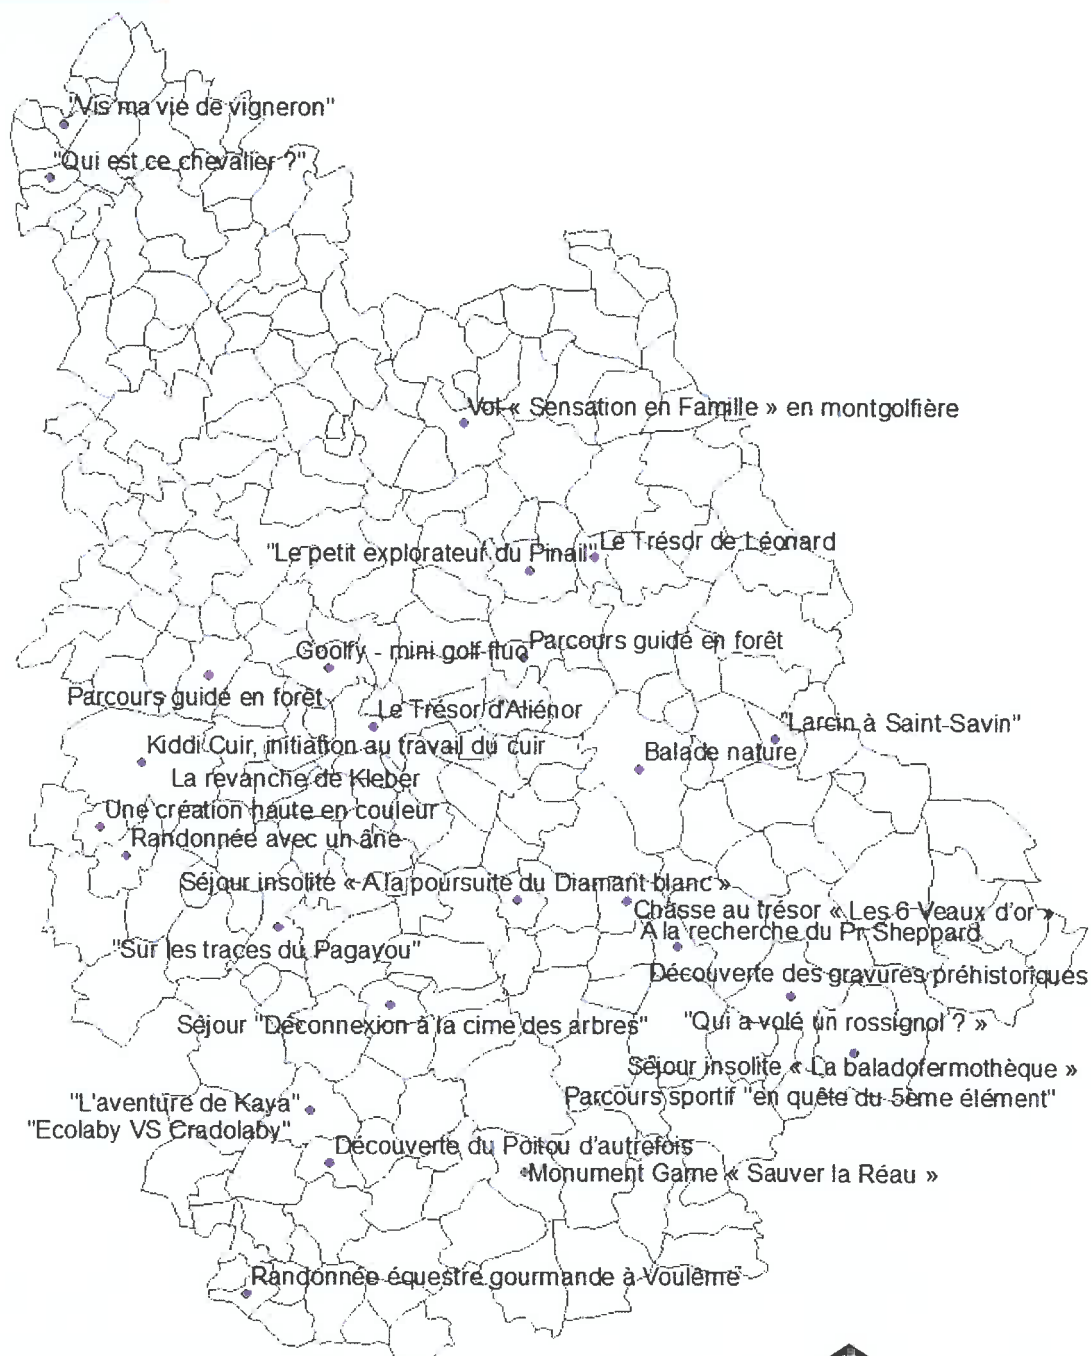 "Vis ma vie de vigneron"
"Qui est ce chevalier ?"
Vol « Sensation en Famille » en montgolfière
"Le petit explorateur du Pinail"
Le Trésor de Léonard
Goolfy - mini golf fluo
Parcours guidé en forêt
Parcours guidé en forêt
Le Trésor d'Aliénor
"Larcin à Saint-Savin"
Kiddi Cuir, initiation au travail du cuir
Balade nature
La revanche de Kleber
Une création haute en couleur
Randonnée avec un âne
Séjour insolite « A la poursuite du Diamant blanc »
Chasse au trésor « Les 6 Veaux d'or »
A la recherche du Pr Sheppard
"Sur les traces du Pagayou"
Découverte des gravures préhistoriques
Séjour "Déconnexion à la cime des arbres"
"Qui a volé un rossignol ? »
Séjour insolite « La baladofermothèque »
Parcours sportif "en quête du 5ème élément"
"L'aventure de Kaya"
"Ecolaby VS Cradolaby"
Découverte du Poitou d'autrefois
Monument Game « Sauver la Réau »
Randonnée équestre gourmande à Voulême"